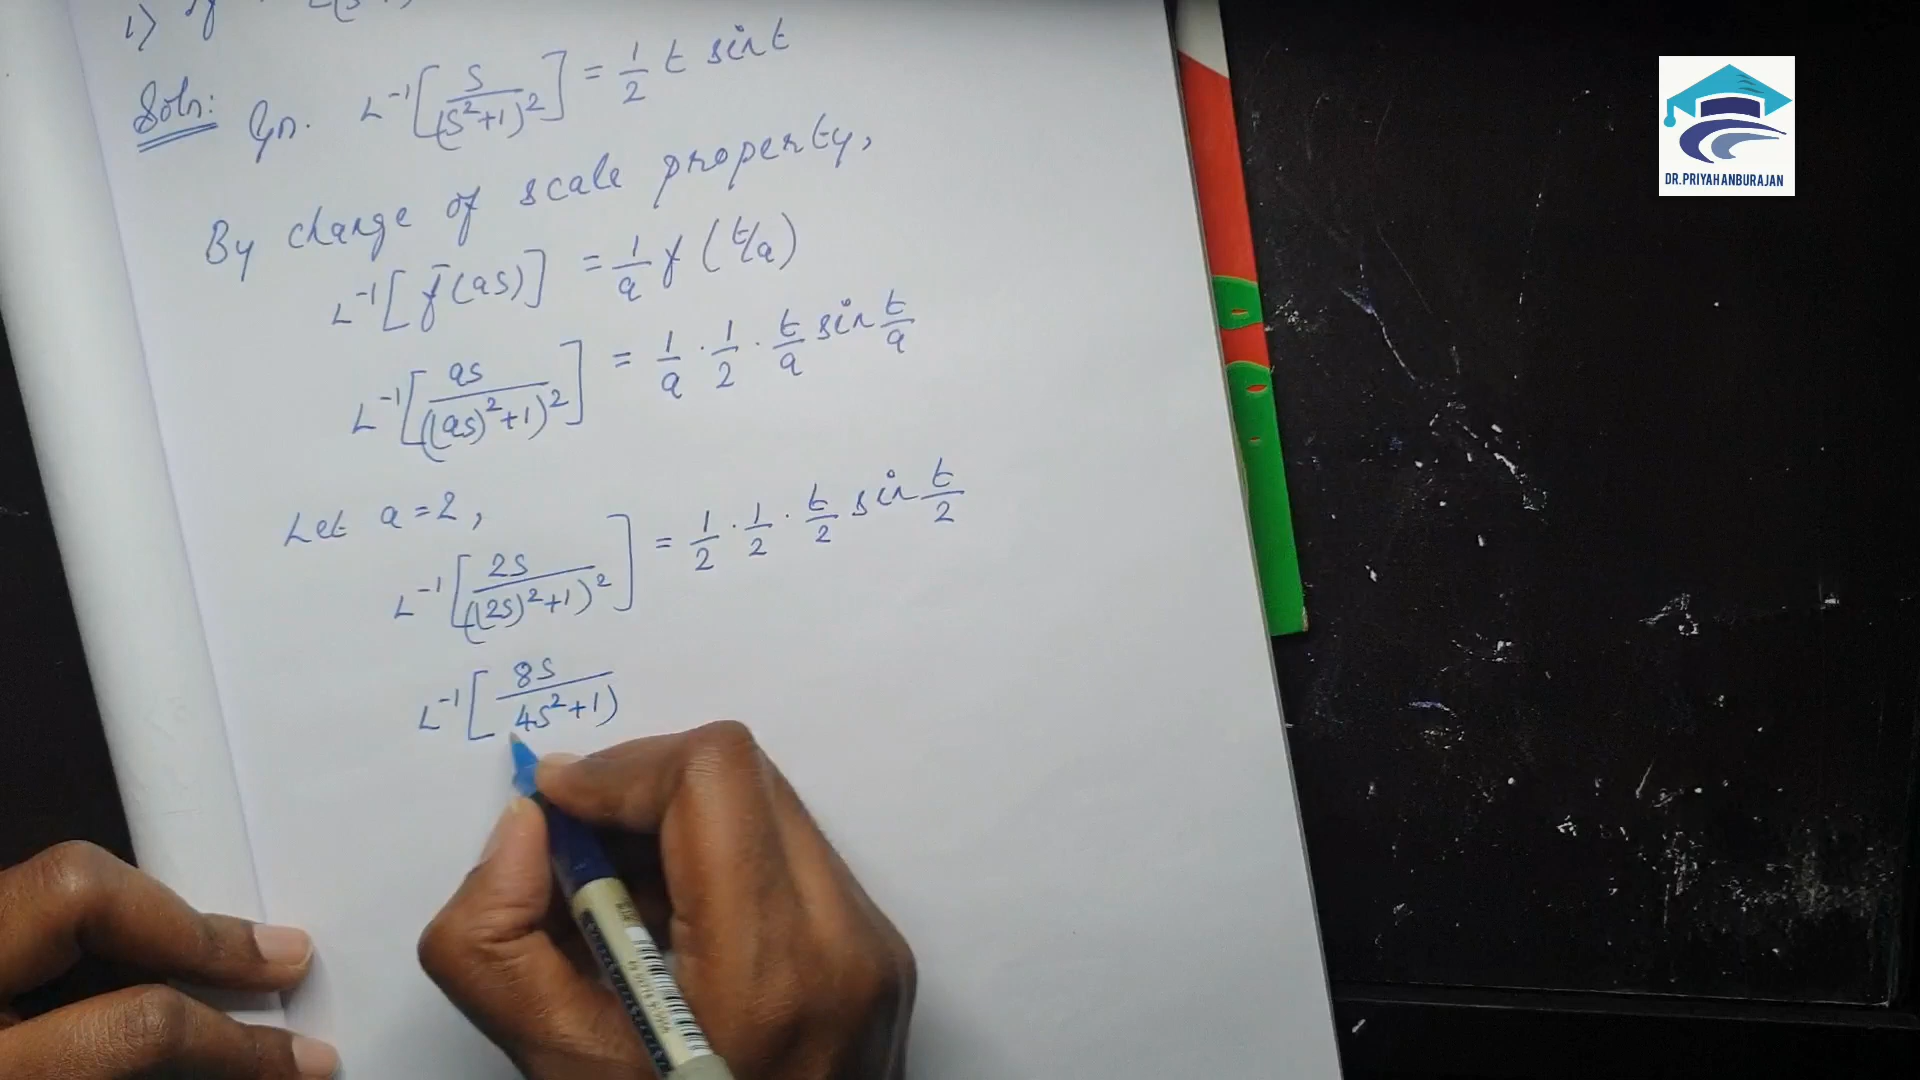 1)
Soln: Gn. L⁻¹[s/(s²+1)²] = 1/2 t sin t
By change of scale property,
L⁻¹[f̄(as)] = 1/a f(t/a)
L⁻¹[as/((as)²+1)²] = 1/a · 1/2 · t/a sin t/a
Let a = 2,
L⁻¹[2s/((2s)²+1)²] = 1/2 · 1/2 · t/2 sin t/2
L⁻¹[8s/4s²+1)
DR.PRIYAHANBURAJAN